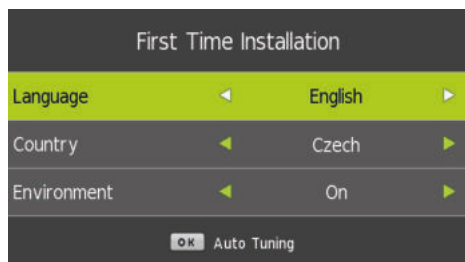 First Time Installation
Language English
Country Czech
Environment On
OK Auto Tuning